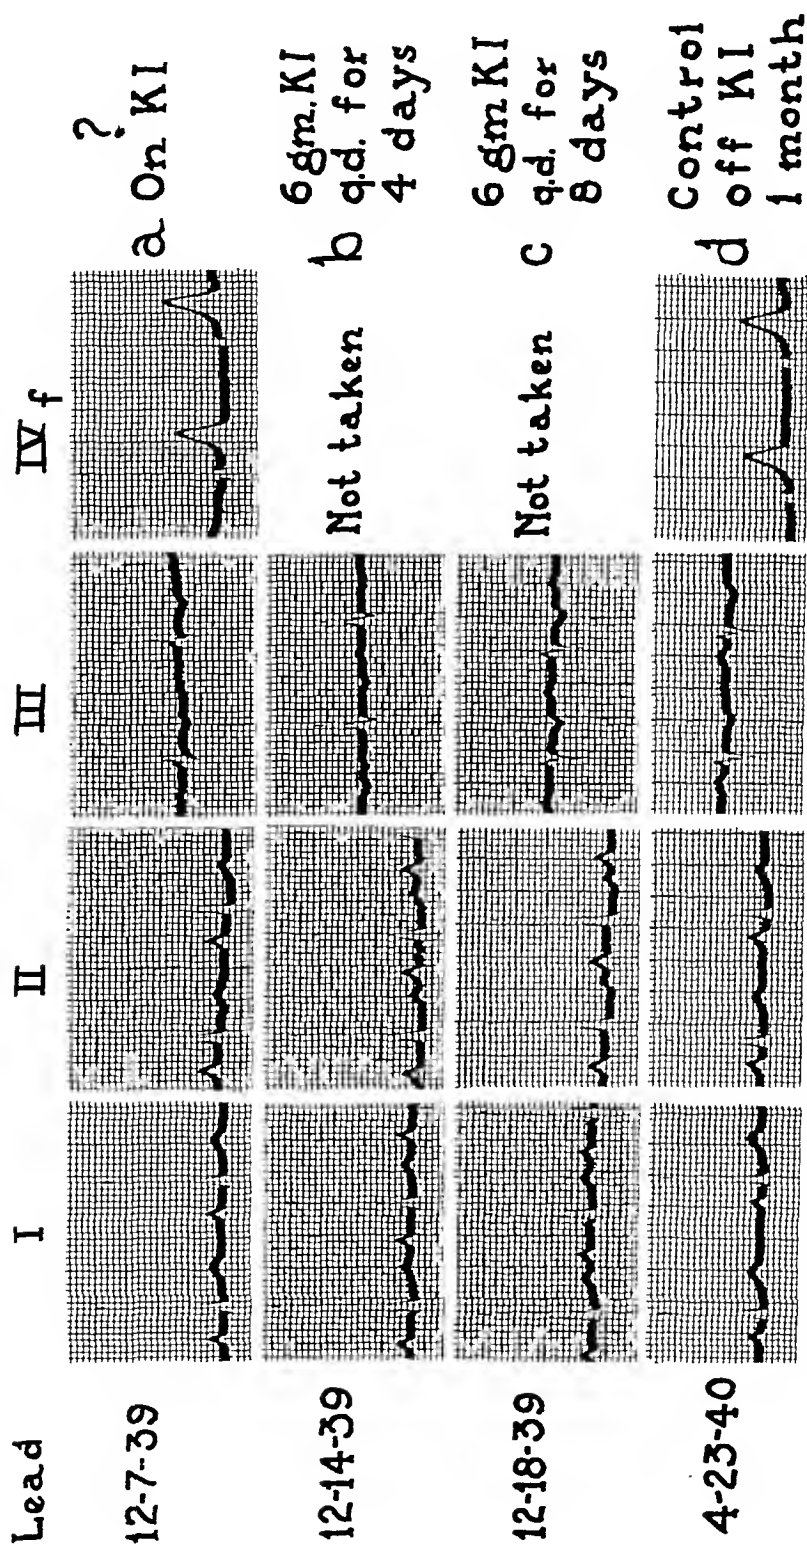 Lead I II III IV f
12-7-39 a On KI ?
12-14-39 Not taken b 6 gm. KI
q.d. for
4 days
12-18-39 Not taken c 6 gm KI
q.d. for
8 days
4-23-40 d Control
off KI
1 month